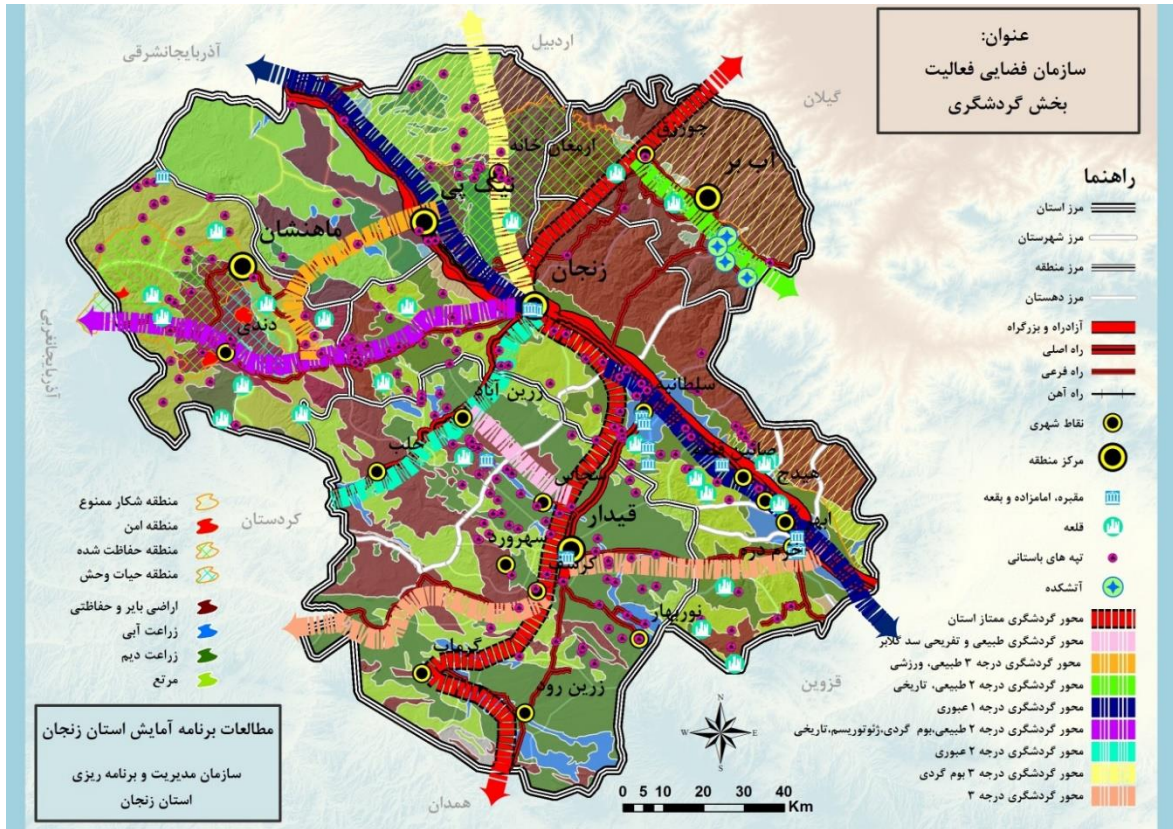 عنوان:
سازمان فضایی فعالیت
بخش گردشگری
اردبیل
آذربایجانشرقی
گیلان
چورزق
ارمغان خانه
آب بر
نیک پی
ماهنشان
زنجان
دندی
آذربایجانغربی
سلطانیه
زرین آباد
حلب
هیدج
سجاس
کردستان
قیدار
سهرورد
کرسف
خرم دره
نوربهار
گرماب
زرین رود
قزوین
همدان
راهنما
مرز استان
مرز شهرستان
مرز منطقه
مرز دهستان
آزادراه و بزرگراه
راه اصلی
راه فرعی
راه آهن
نقاط شهری
مرکز منطقه
مقبره، امامزاده و بقعه
قلعه
تپه های باستانی
آتشکده
محور گردشگری ممتاز استان
محور گردشگری طبیعی و تفریحی سد گلابر
محور گردشگری درجه ۳ طبیعی، ورزشی
محور گردشگری درجه ۲ طبیعی، تاریخی
محور گردشگری درجه ۱ عبوری
محور گردشگری درجه ۲ طبیعی،بوم گردی،ژئوتوریسم،تاریخی
محور گردشگری درجه ۲ عبوری
محور گردشگری درجه ۳ بوم گردی
محور گردشگری درجه ۳
منطقه شکار ممنوع
منطقه امن
منطقه حفاظت شده
منطقه حیات وحش
اراضی بایر و حفاظتی
زراعت آبی
زراعت دیم
مرتع
مطالعات برنامه آمایش استان زنجان
سازمان مدیریت و برنامه ریزی
استان زنجان
N
W E
S
0 5 10 20 30 40
Km